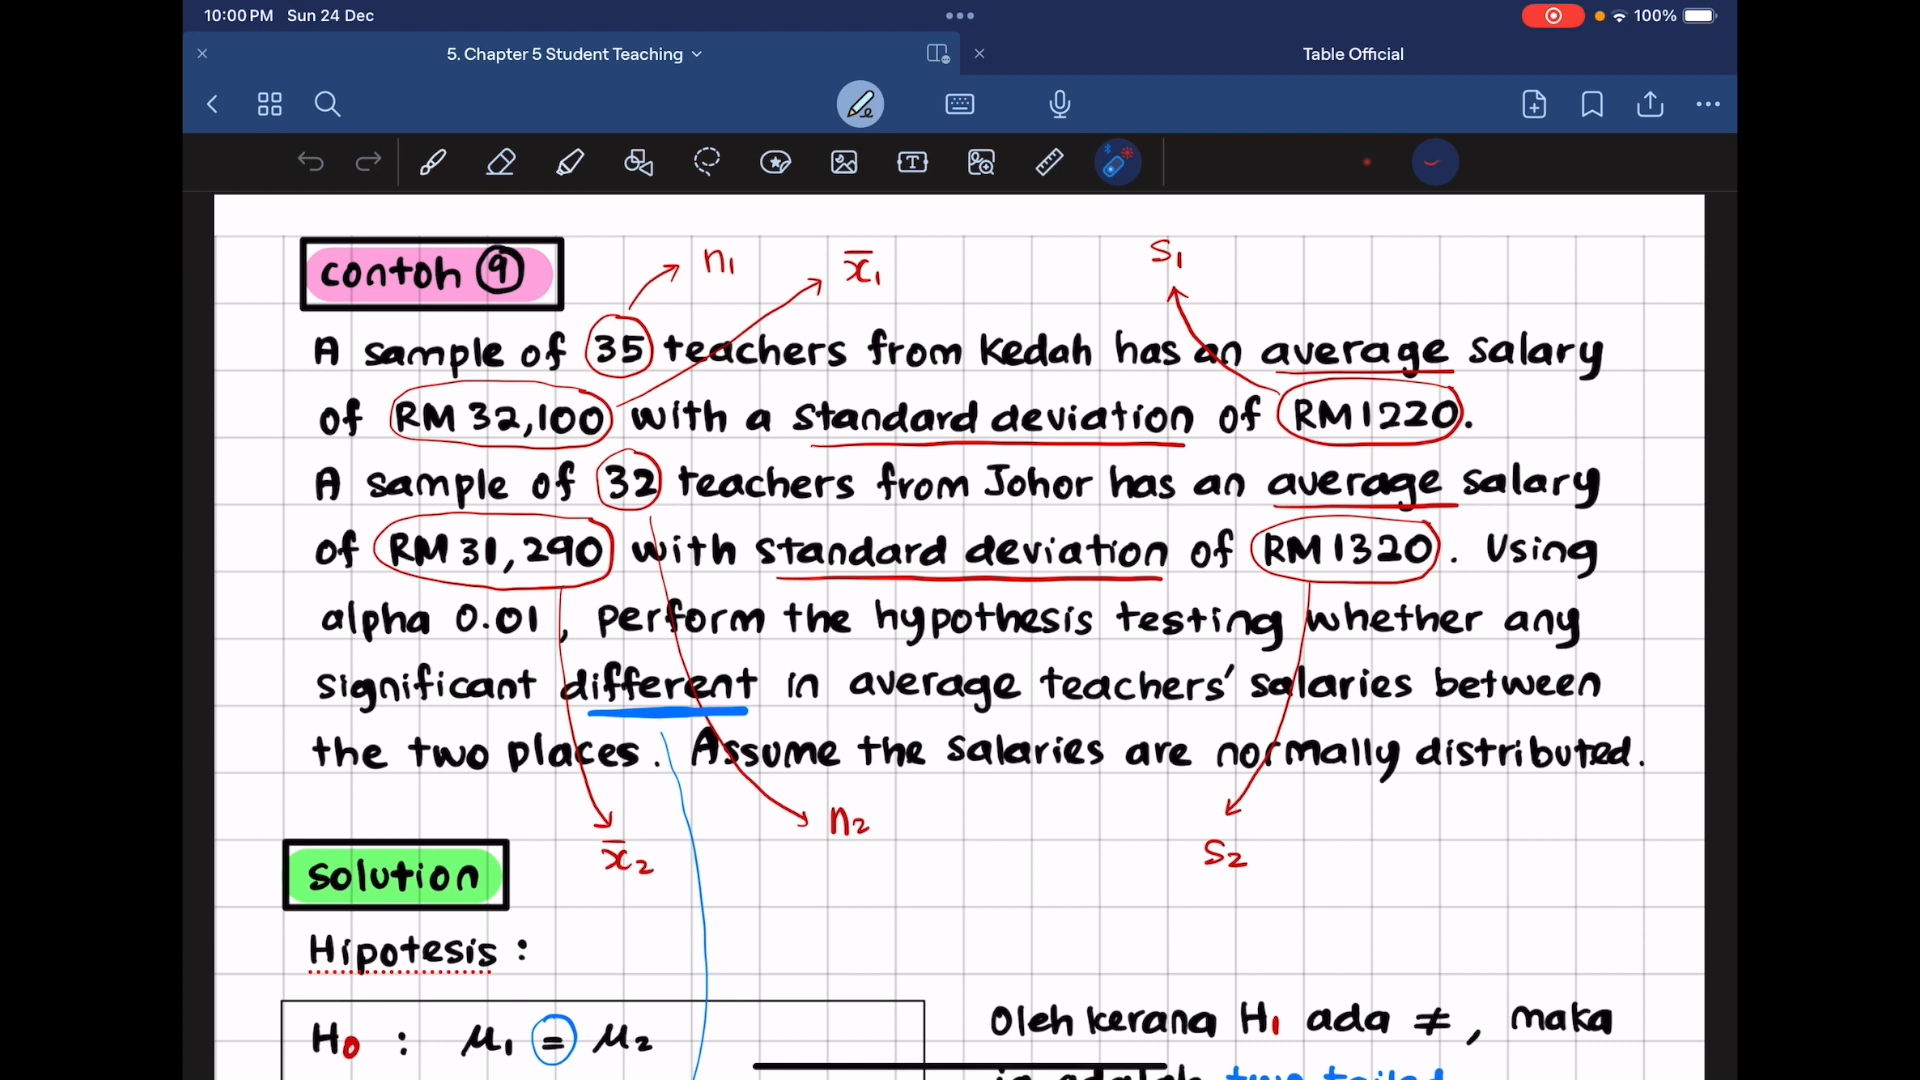 10:00 PM Sun 24 Dec
100%
5. Chapter 5 Student Teaching
Table Official
contoh 9
n1
x̄1
s1
A sample of 35 teachers from Kedah has an average salary
of RM 32,100 with a standard deviation of RM1220.
A sample of 32 teachers from Johor has an average salary
of RM 31,290 with standard deviation of RM1320. Using
alpha 0.01, perform the hypothesis testing whether any
significant different in average teachers' salaries between
the two places. Assume the salaries are normally distributed.
n2
x̄2
s2
solution
Hipotesis :
H0 : μ1 = μ2
Oleh kerana H1 ada ≠, maka
ia adalah two tailed